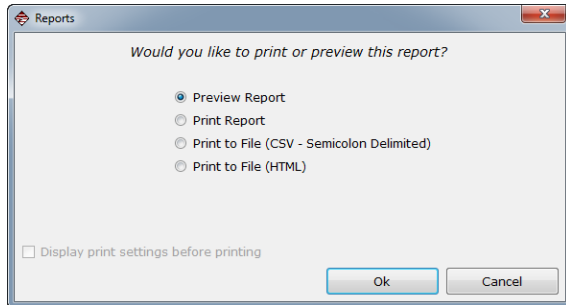 Reports
Would you like to print or preview this report?
Preview Report
Print Report
Print to File (CSV - Semicolon Delimited)
Print to File (HTML)
Display print settings before printing
Ok Cancel